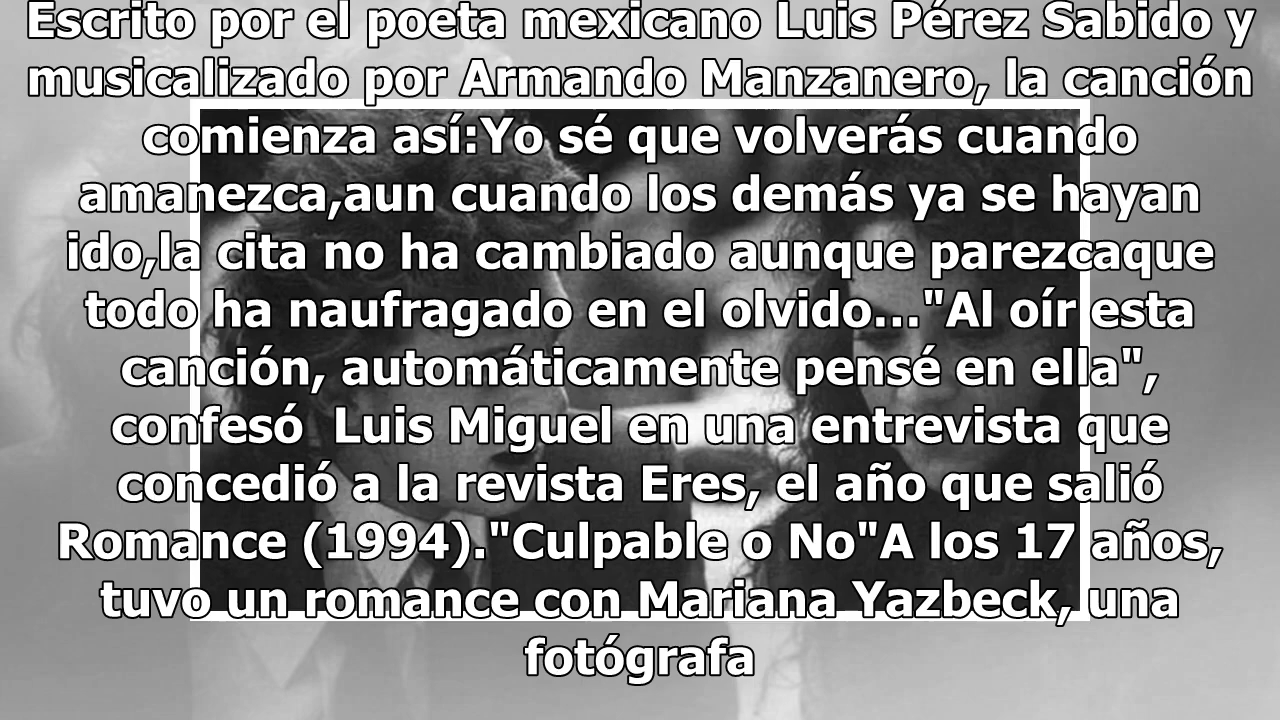 Escrito por el poeta mexicano Luis Pérez Sabido y
musicalizado por Armando Manzanero, la canción
comienza así:Yo sé que volverás cuando
amanezca,aun cuando los demás ya se hayan
ido,la cita no ha cambiado aunque parezcaque
todo ha naufragado en el olvido..."Al oír esta
canción, automáticamente pensé en ella",
confesó  Luis Miguel en una entrevista que
concedió a la revista Eres, el año que salió
Romance (1994)."Culpable o No"A los 17 años,
tuvo un romance con Mariana Yazbeck, una
fotógrafa